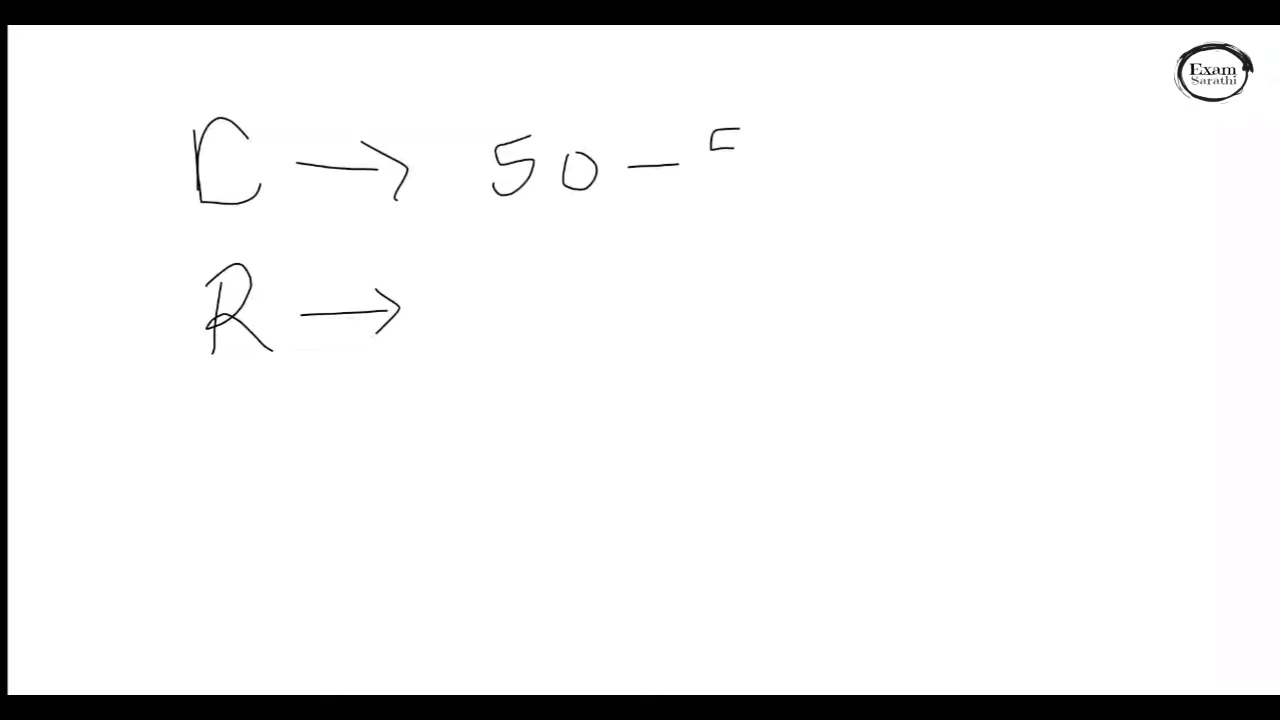 Exam
Sarathi
C → 50 –
R →